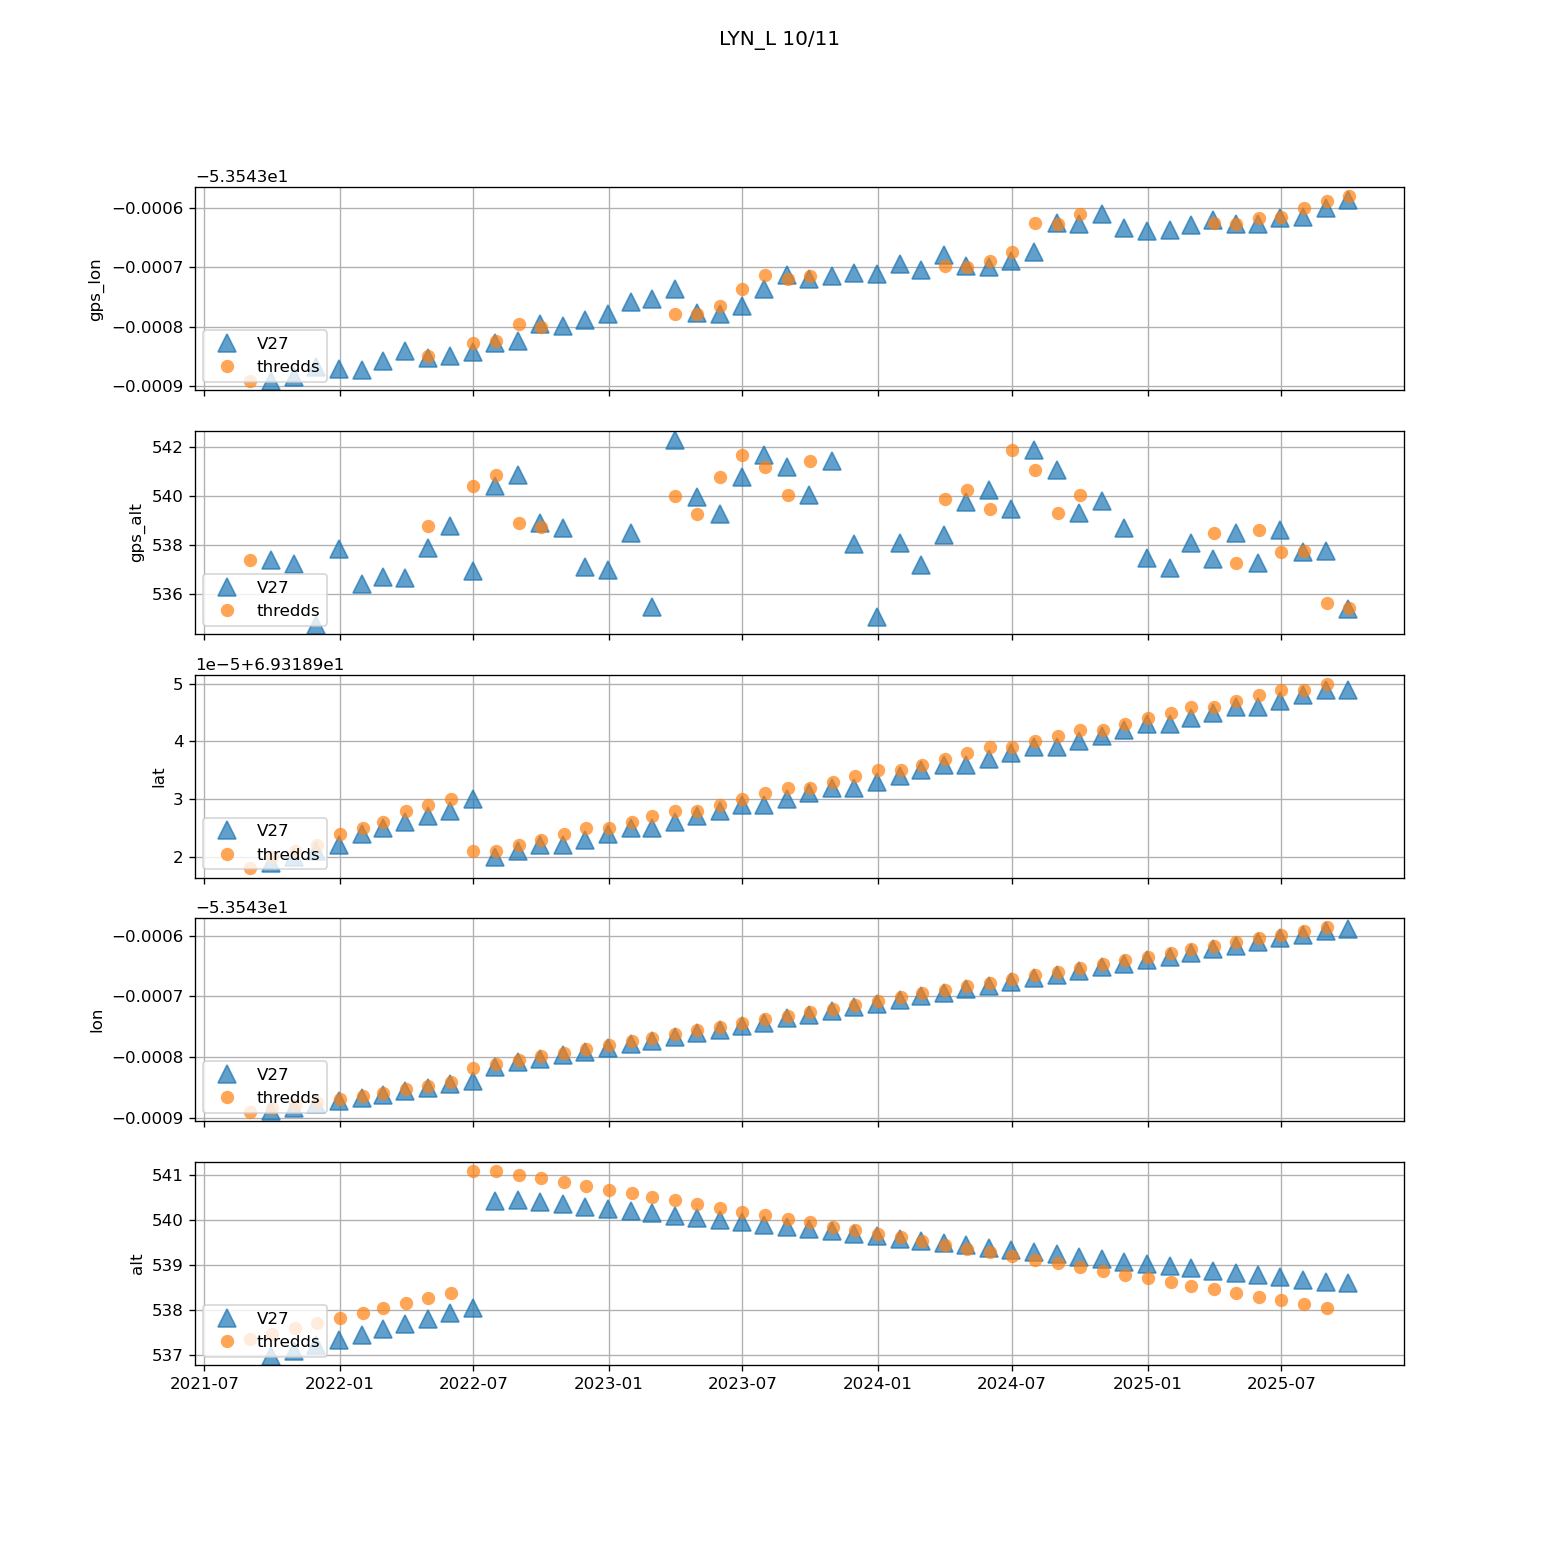 LYN_L 10/11
−5.3543e1
−0.0006
−0.0007
−0.0008
−0.0009
gps_lon
V27
thredds
542
540
538
536
gps_alt
V27
thredds
1e−5+6.93189e1
5
4
3
2
lat
V27
thredds
−5.3543e1
−0.0006
−0.0007
−0.0008
−0.0009
lon
V27
thredds
541
540
539
538
537
alt
V27
thredds
2021-07 2022-01 2022-07 2023-01 2023-07 2024-01 2024-07 2025-01 2025-07